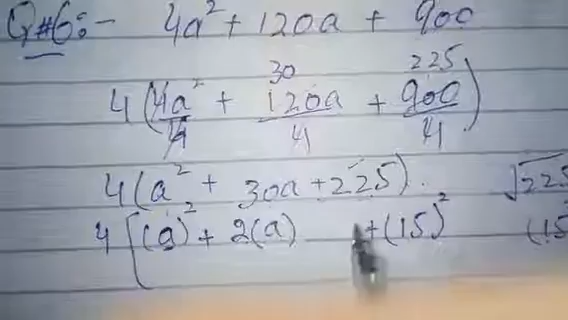 Q#6:- 4a² + 120a + 900
30 225
4(4a²/4 + 120a/4 + 900/4)
4(a² + 30a + 225). √225
4[(a)² + 2(a) + (15)² (15